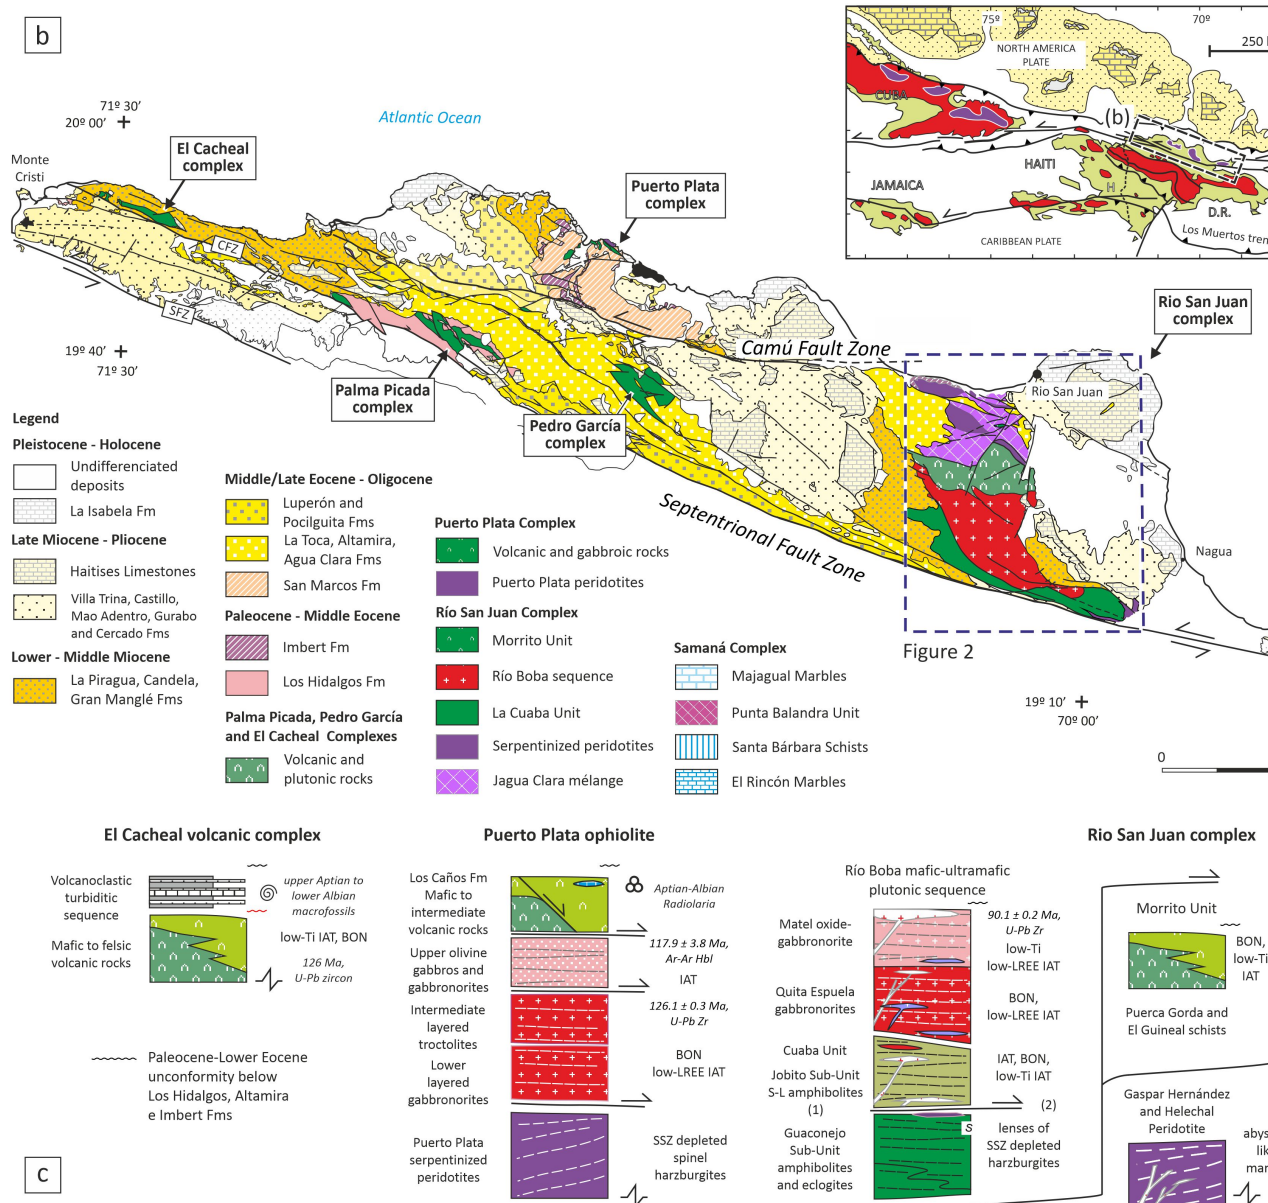 b
71º 30’
20º 00’
Atlantic Ocean
Monte
Cristi
El Cacheal
complex
Puerto Plata
complex
CFZ
SFZ
19º 40’
71º 30’
Palma Picada
complex
Pedro García
complex
Camú Fault Zone
Septentrional Fault Zone
Rio San Juan
complex
Rio San Juan
Nagua
Figure 2
19º 10’
70º 00’
0
75º
70º
250
NORTH AMERICA
PLATE
CUBA
(b)
HAITI
H
JAMAICA
D.R.
Los Muertos tren
CARIBBEAN PLATE
Legend
Pleistocene - Holocene
Undifferenciated
deposits
La Isabela Fm
Late Miocene - Pliocene
Haitises Limestones
Villa Trina, Castillo,
Mao Adentro, Gurabo
and Cercado Fms
Lower - Middle Miocene
La Piragua, Candela,
Gran Manglé Fms
Middle/Late Eocene - Oligocene
Luperón and
Pocilguita Fms
La Toca, Altamira,
Agua Clara Fms
San Marcos Fm
Paleocene - Middle Eocene
Imbert Fm
Los Hidalgos Fm
Palma Picada, Pedro García
and El Cacheal Complexes
Volcanic and
plutonic rocks
Puerto Plata Complex
Volcanic and gabbroic rocks
Puerto Plata peridotites
Río San Juan Complex
Morrito Unit
Río Boba sequence
La Cuaba Unit
Serpentinized peridotites
Jagua Clara mélange
Samaná Complex
Majagual Marbles
Punta Balandra Unit
Santa Bárbara Schists
El Rincón Marbles
El Cacheal volcanic complex
Volcanoclastic
turbiditic
sequence
upper Aptian to
lower Albian
macrofossils
Mafic to felsic
volcanic rocks
low-Ti IAT, BON
126 Ma,
U-Pb zircon
Paleocene-Lower Eocene
unconformity below
Los Hidalgos, Altamira
e Imbert Fms
c
Puerto Plata ophiolite
Los Caños Fm
Mafic to
intermediate
volcanic rocks
Aptian-Albian
Radiolaria
Upper olivine
gabbros and
gabbronorites
117.9 ± 3.8 Ma,
Ar-Ar Hbl
IAT
Intermediate
layered
troctolites
126.1 ± 0.3 Ma,
U-Pb Zr
Lower
layered
gabbronorites
BON
low-LREE IAT
Puerto Plata
serpentinized
peridotites
SSZ depleted
spinel
harzburgites
Rio San Juan complex
Río Boba mafic-ultramafic
plutonic sequence
Matel oxide-
gabbronorite
90.1 ± 0.2 Ma,
U-Pb Zr
low-Ti
low-LREE IAT
Quita Espuela
gabbronorites
BON,
low-LREE IAT
Cuaba Unit
Jobito Sub-Unit
S-L amphibolites
(1)
IAT, BON,
low-Ti IAT
(2)
Guaconejo
Sub-Unit
amphibolites
and eclogites
S
lenses of
SSZ depleted
harzburgites
Morrito Unit
BON,
low-Ti
IAT
Puerca Gorda and
El Guineal schists
Gaspar Hernández
and Helechal
Peridotite
abys
lik
man